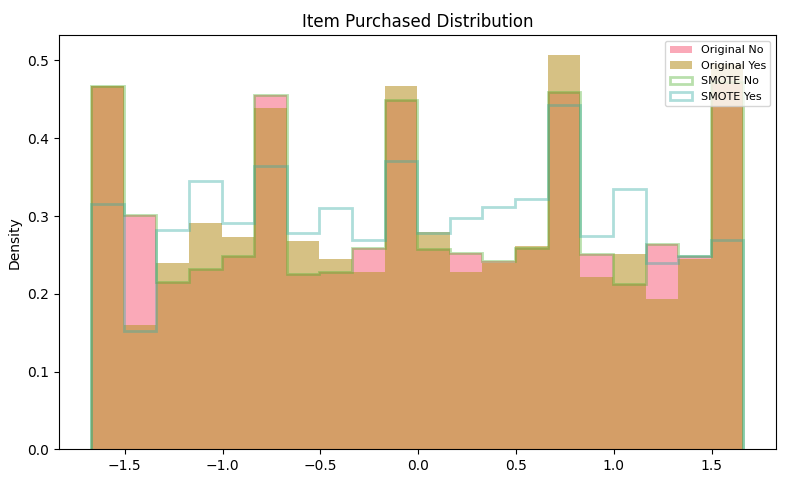 Item Purchased Distribution
Original No
Original Yes
SMOTE No
SMOTE Yes
Density
0.5
0.4
0.3
0.2
0.1
0.0
−1.5 −1.0 −0.5 0.0 0.5 1.0 1.5